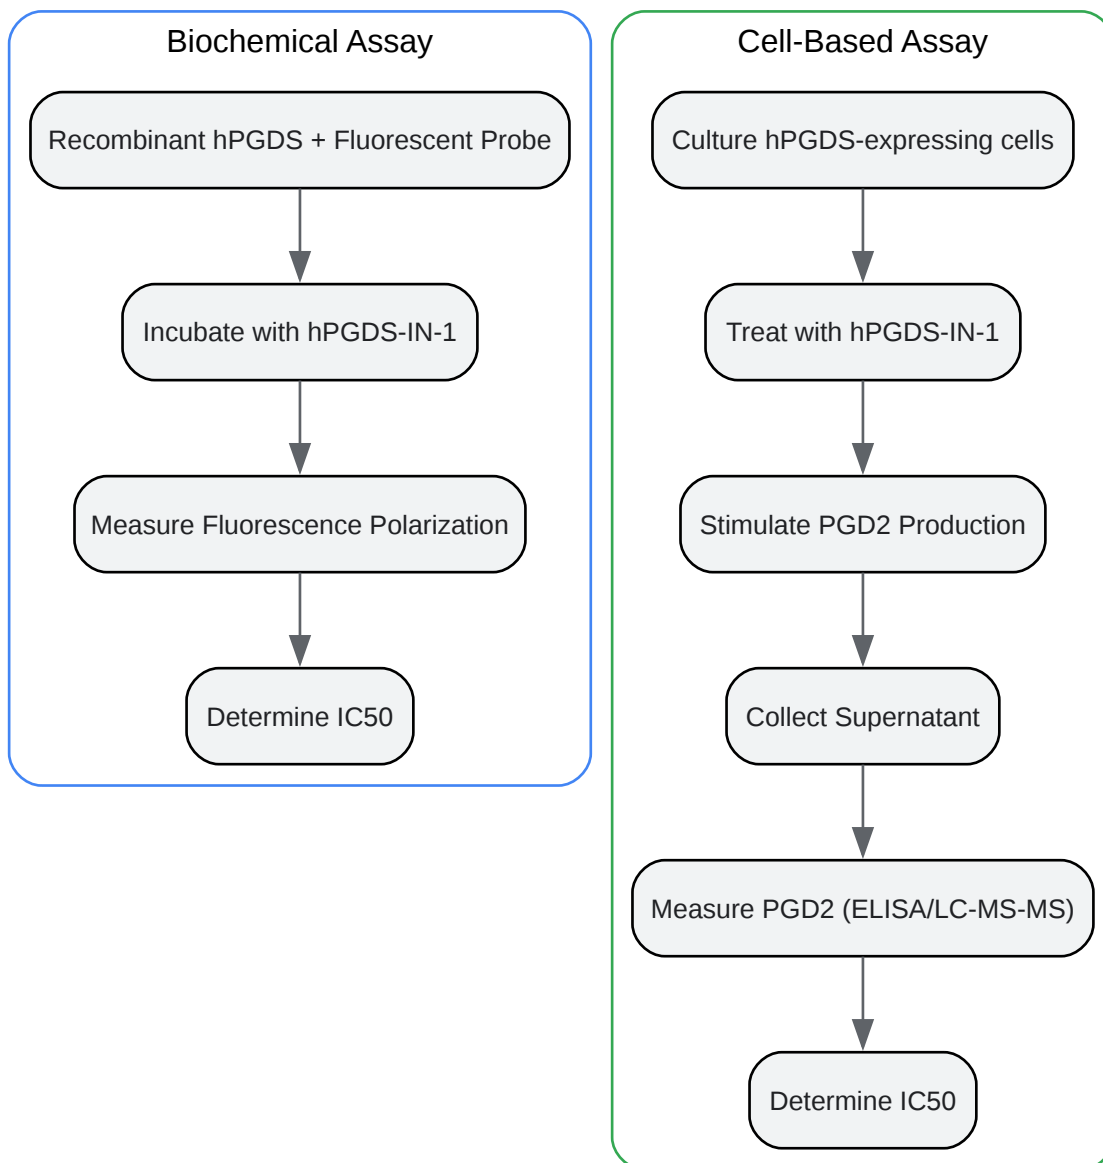 Biochemical Assay
Recombinant hPGDS + Fluorescent Probe
Incubate with hPGDS-IN-1
Measure Fluorescence Polarization
Determine IC50
Cell-Based Assay
Culture hPGDS-expressing cells
Treat with hPGDS-IN-1
Stimulate PGD2 Production
Collect Supernatant
Measure PGD2 (ELISA/LC-MS-MS)
Determine IC50